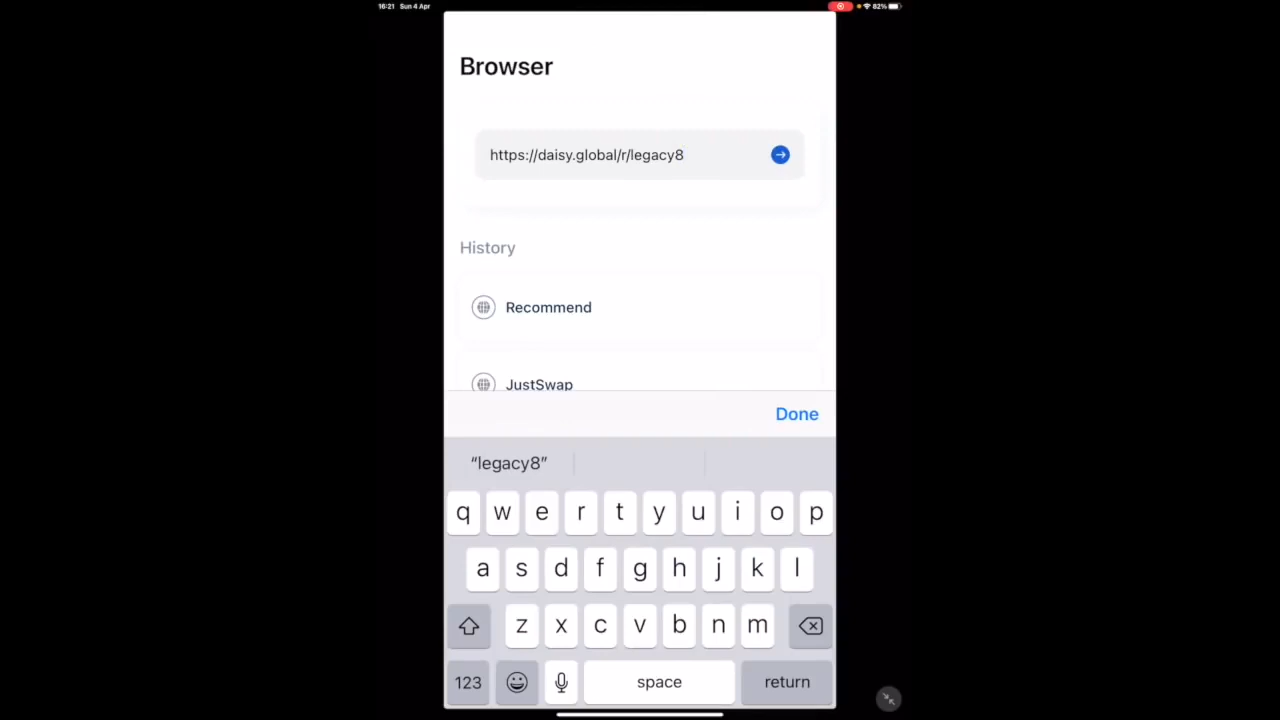 16:21 Sun 4 Apr
82%
Browser
https://daisy.global/r/legacy8
History
Recommend
JustSwap
Done
“legacy8”
q w e r t y u i o p
a s d f g h j k l
z x c v b n m
123 space return